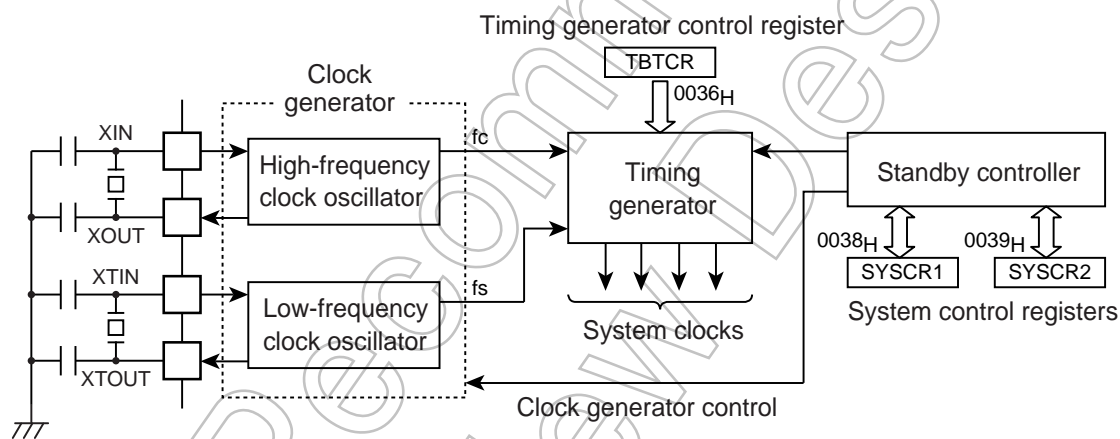 Timing generator control register
TBTCR
0036H
Clock
generator
XIN
XOUT
XTIN
XTOUT
High-frequency
clock oscillator
fc
Low-frequency
clock oscillator
fs
Timing
generator
System clocks
Standby controller
0038H
0039H
SYSCR1
SYSCR2
System control registers
Clock generator control